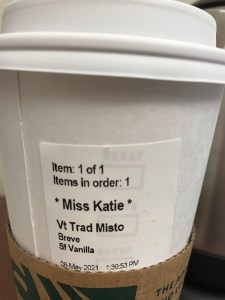 Item: 1 of 1
Items in order: 1
* Miss Katie *
Vt Trad Misto
Breve
Sf Vanilla
08-May 2021 1:30:53 PM
THE